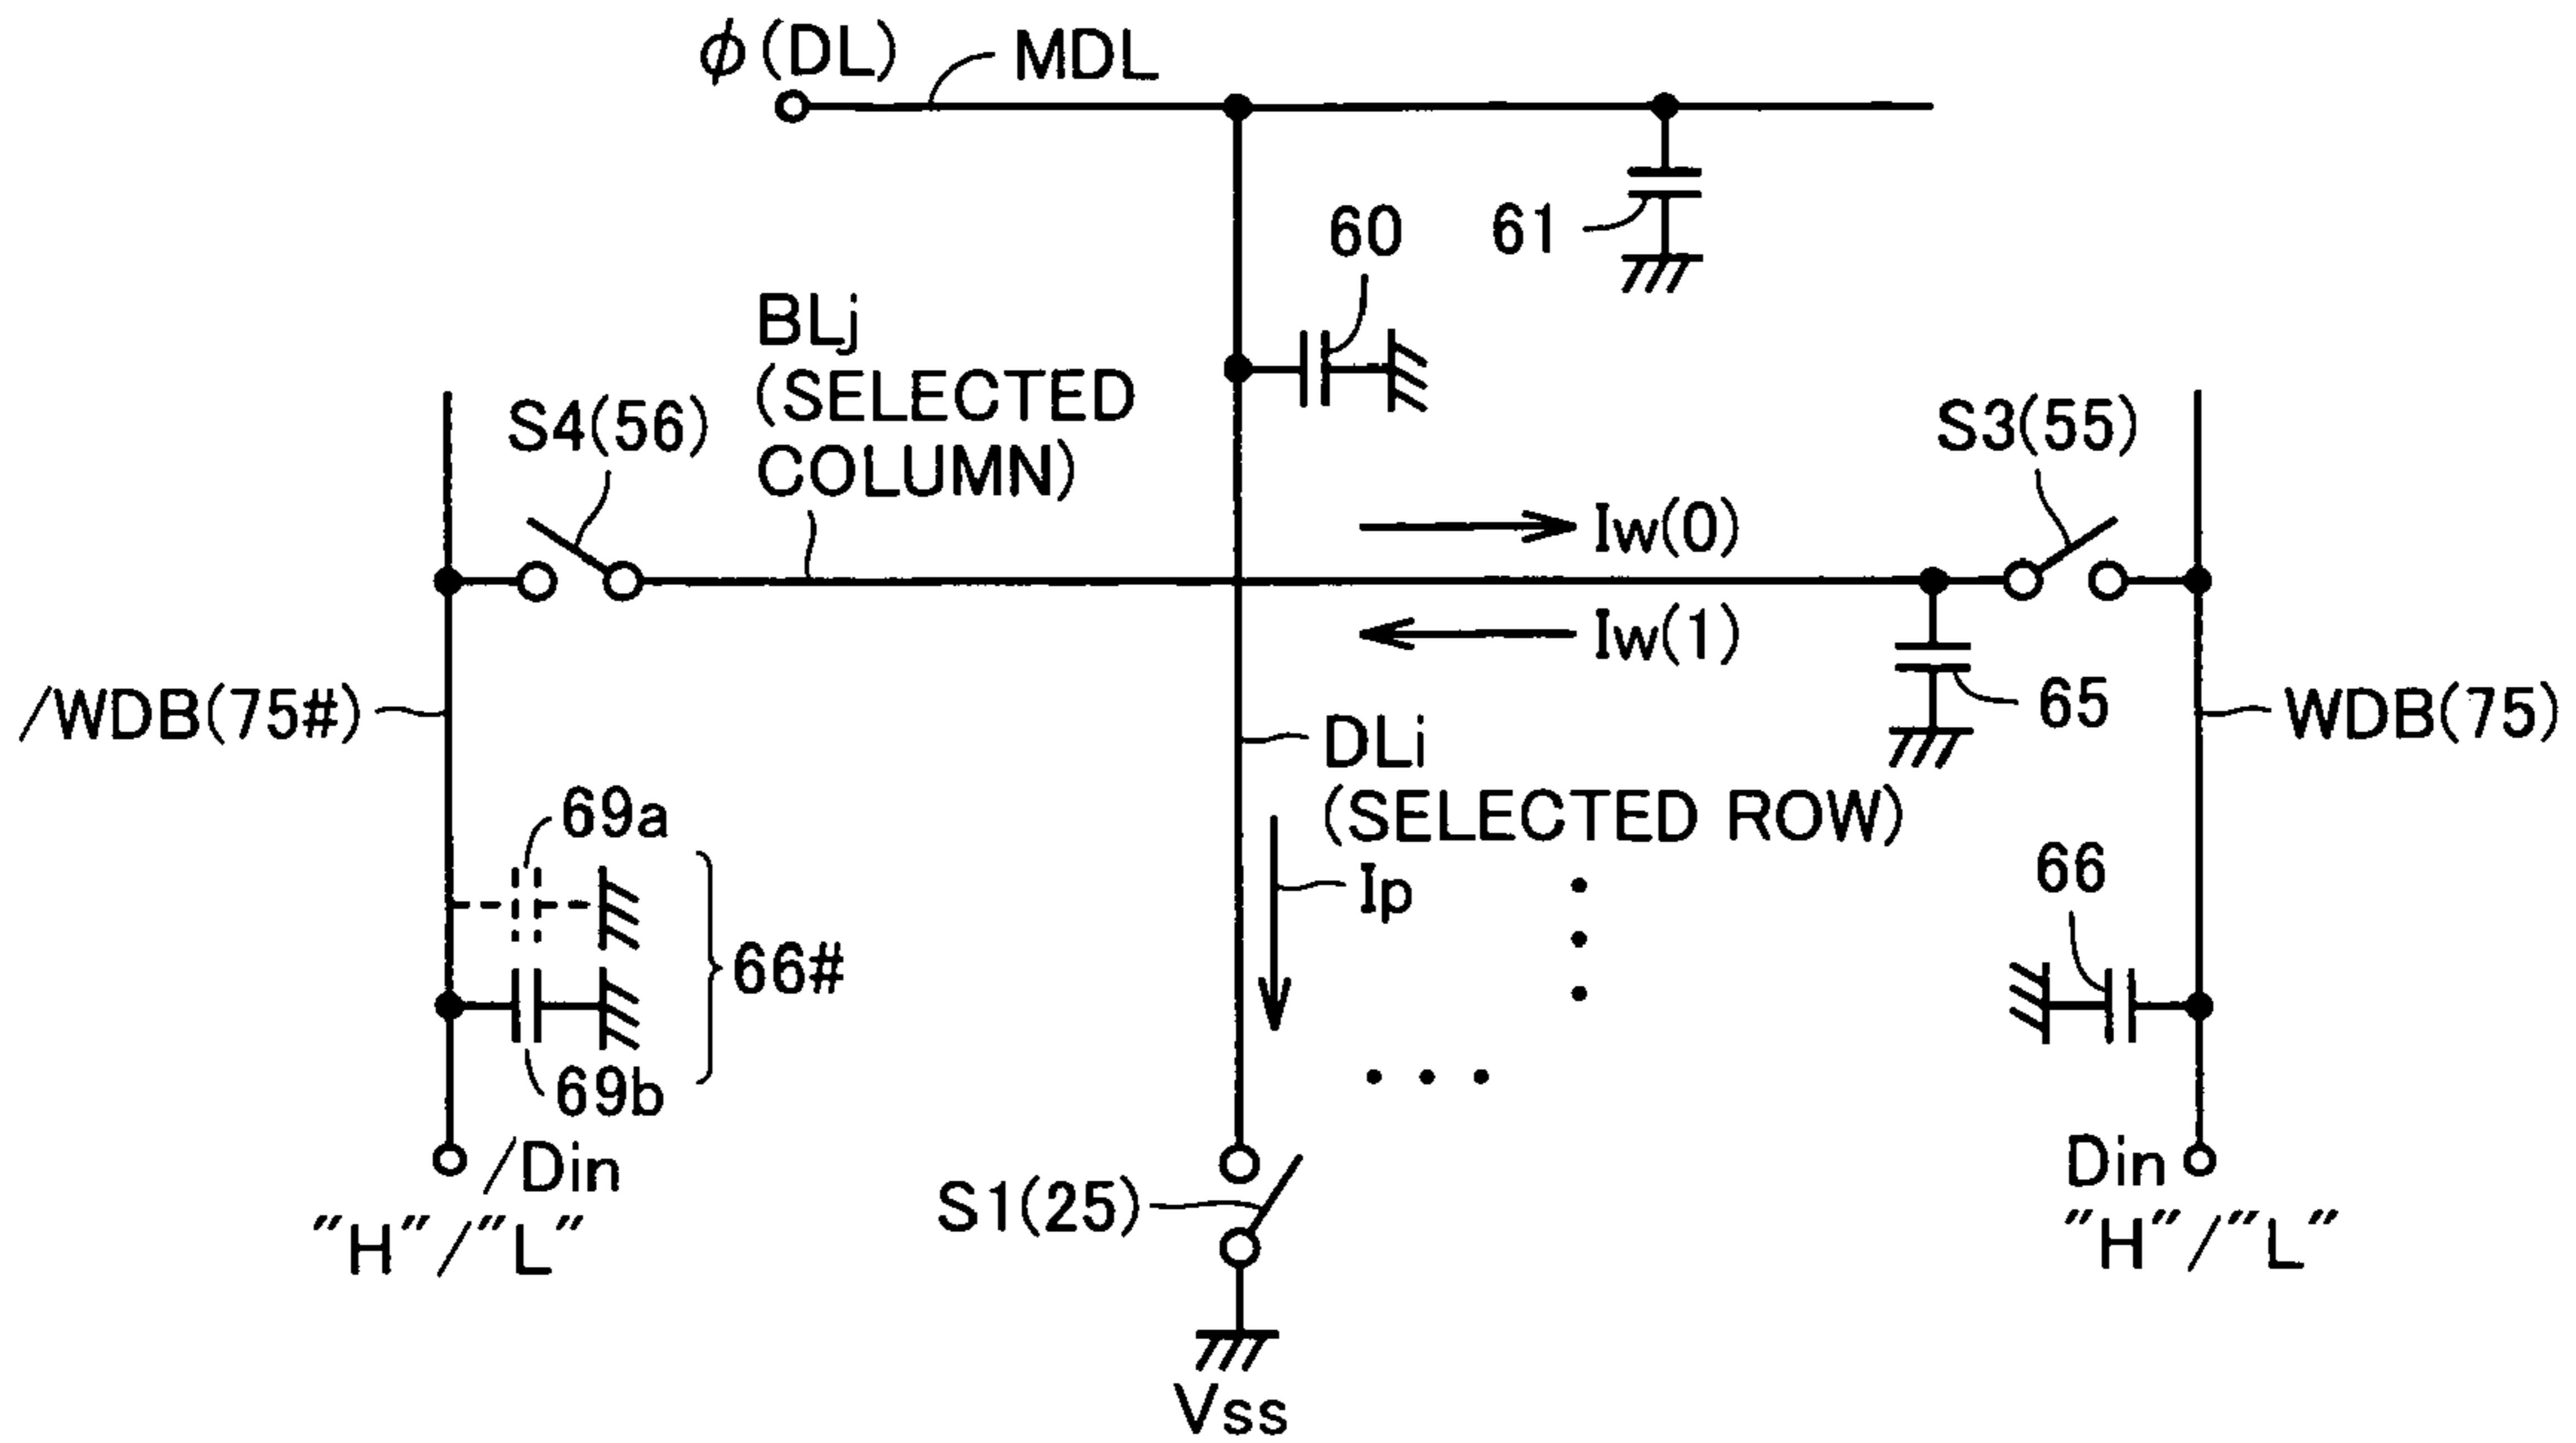 ϕ(DL)
MDL
60
61
BLj
(SELECTED
COLUMN)
S4(56)
S3(55)
Iw(0)
Iw(1)
/WDB(75#)
65
WDB(75)
DLi
(SELECTED ROW)
69a
Ip
66
66#
69b
/Din
"H"/"L"
S1(25)
Din
"H"/"L"
Vss